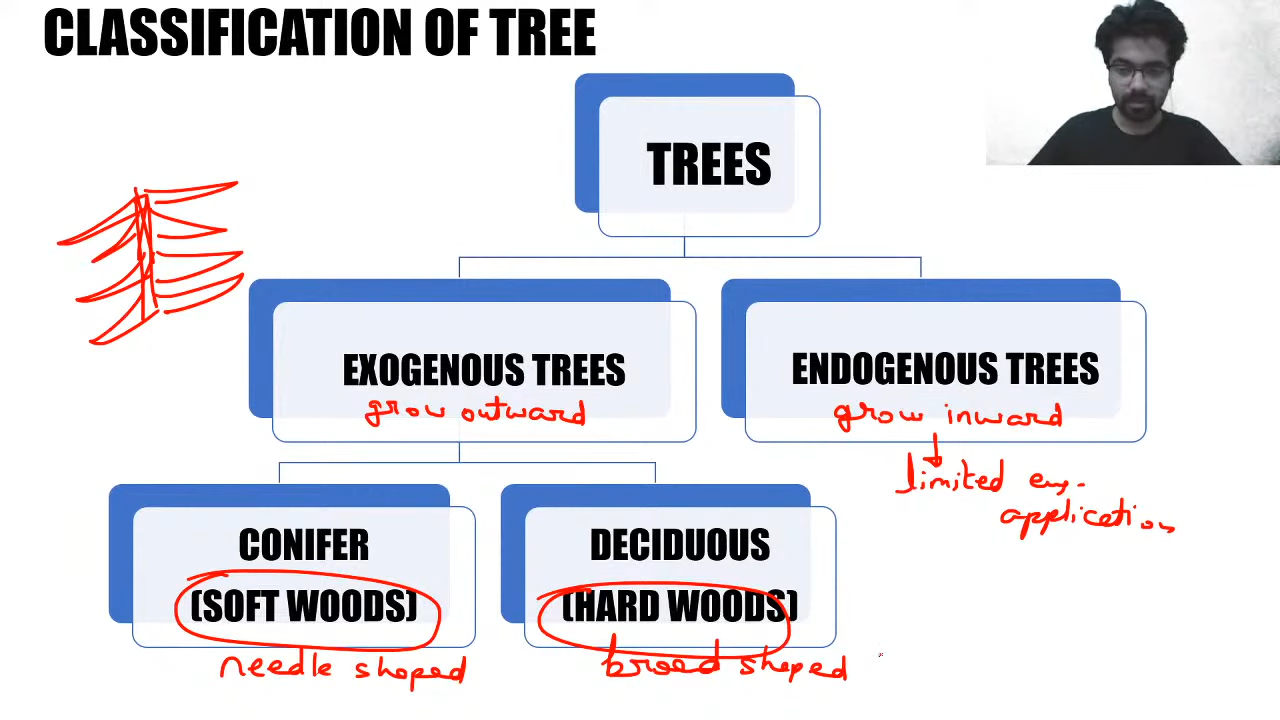 CLASSIFICATION OF TREE
TREES
EXOGENOUS TREES
grow outward
ENDOGENOUS TREES
grow inward
limited eng.
application
CONIFER
(SOFT WOODS)
needle shaped
DECIDUOUS
(HARD WOODS)
broad shaped